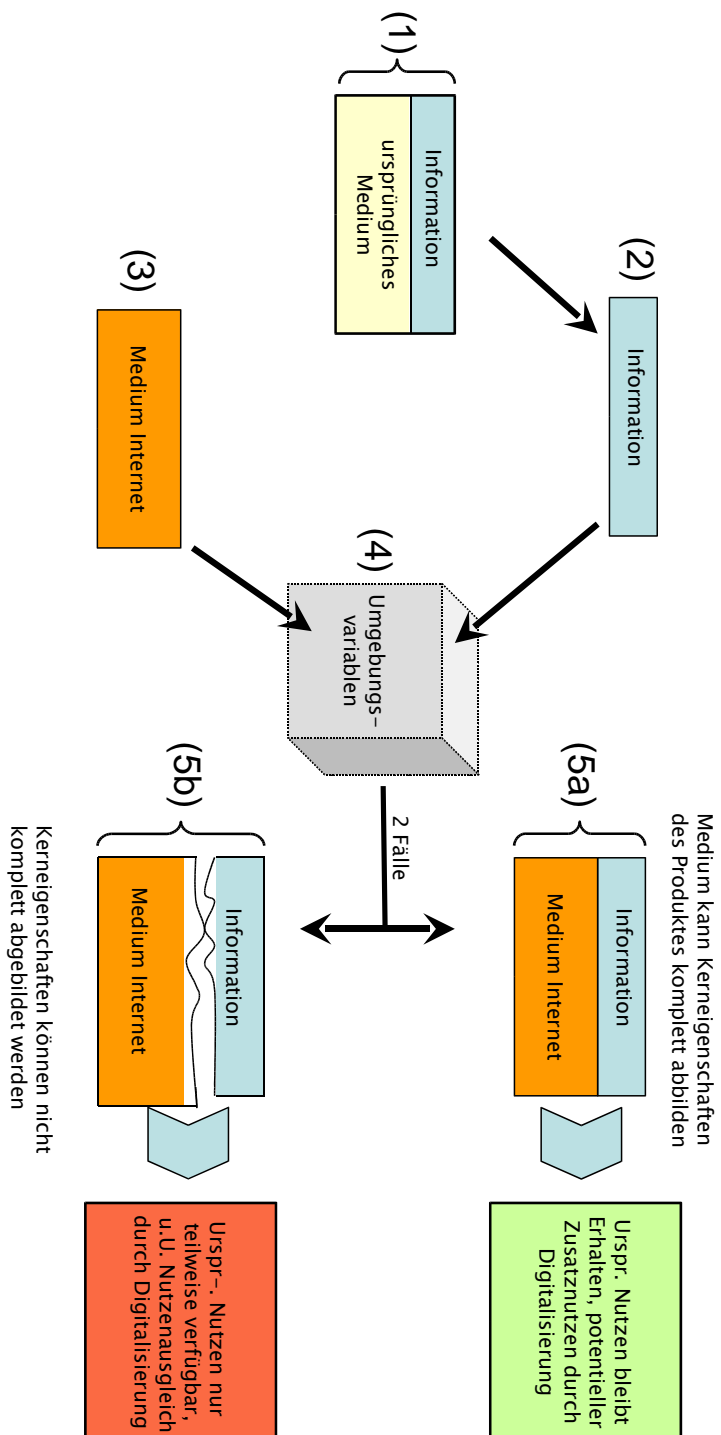 (1)
Information
ursprüngliches
Medium
(2)
Information
(3)
Medium Internet
(4)
Umgebungs-
variablen
2 Fälle
Medium kann Kerneigenschaften
des Produktes komplett abbilden
(5a)
Information
Medium Internet
Urspr. Nutzen bleibt
Erhalten, potentieller
Zusatznutzen durch
Digitalisierung
(5b)
Information
Medium Internet
Kerneigenschaften können nicht
komplett abgebildet werden
Urspr-. Nutzen nur
teilweise verfügbar,
u.U. Nutzenausgleich
durch Digitalisierung